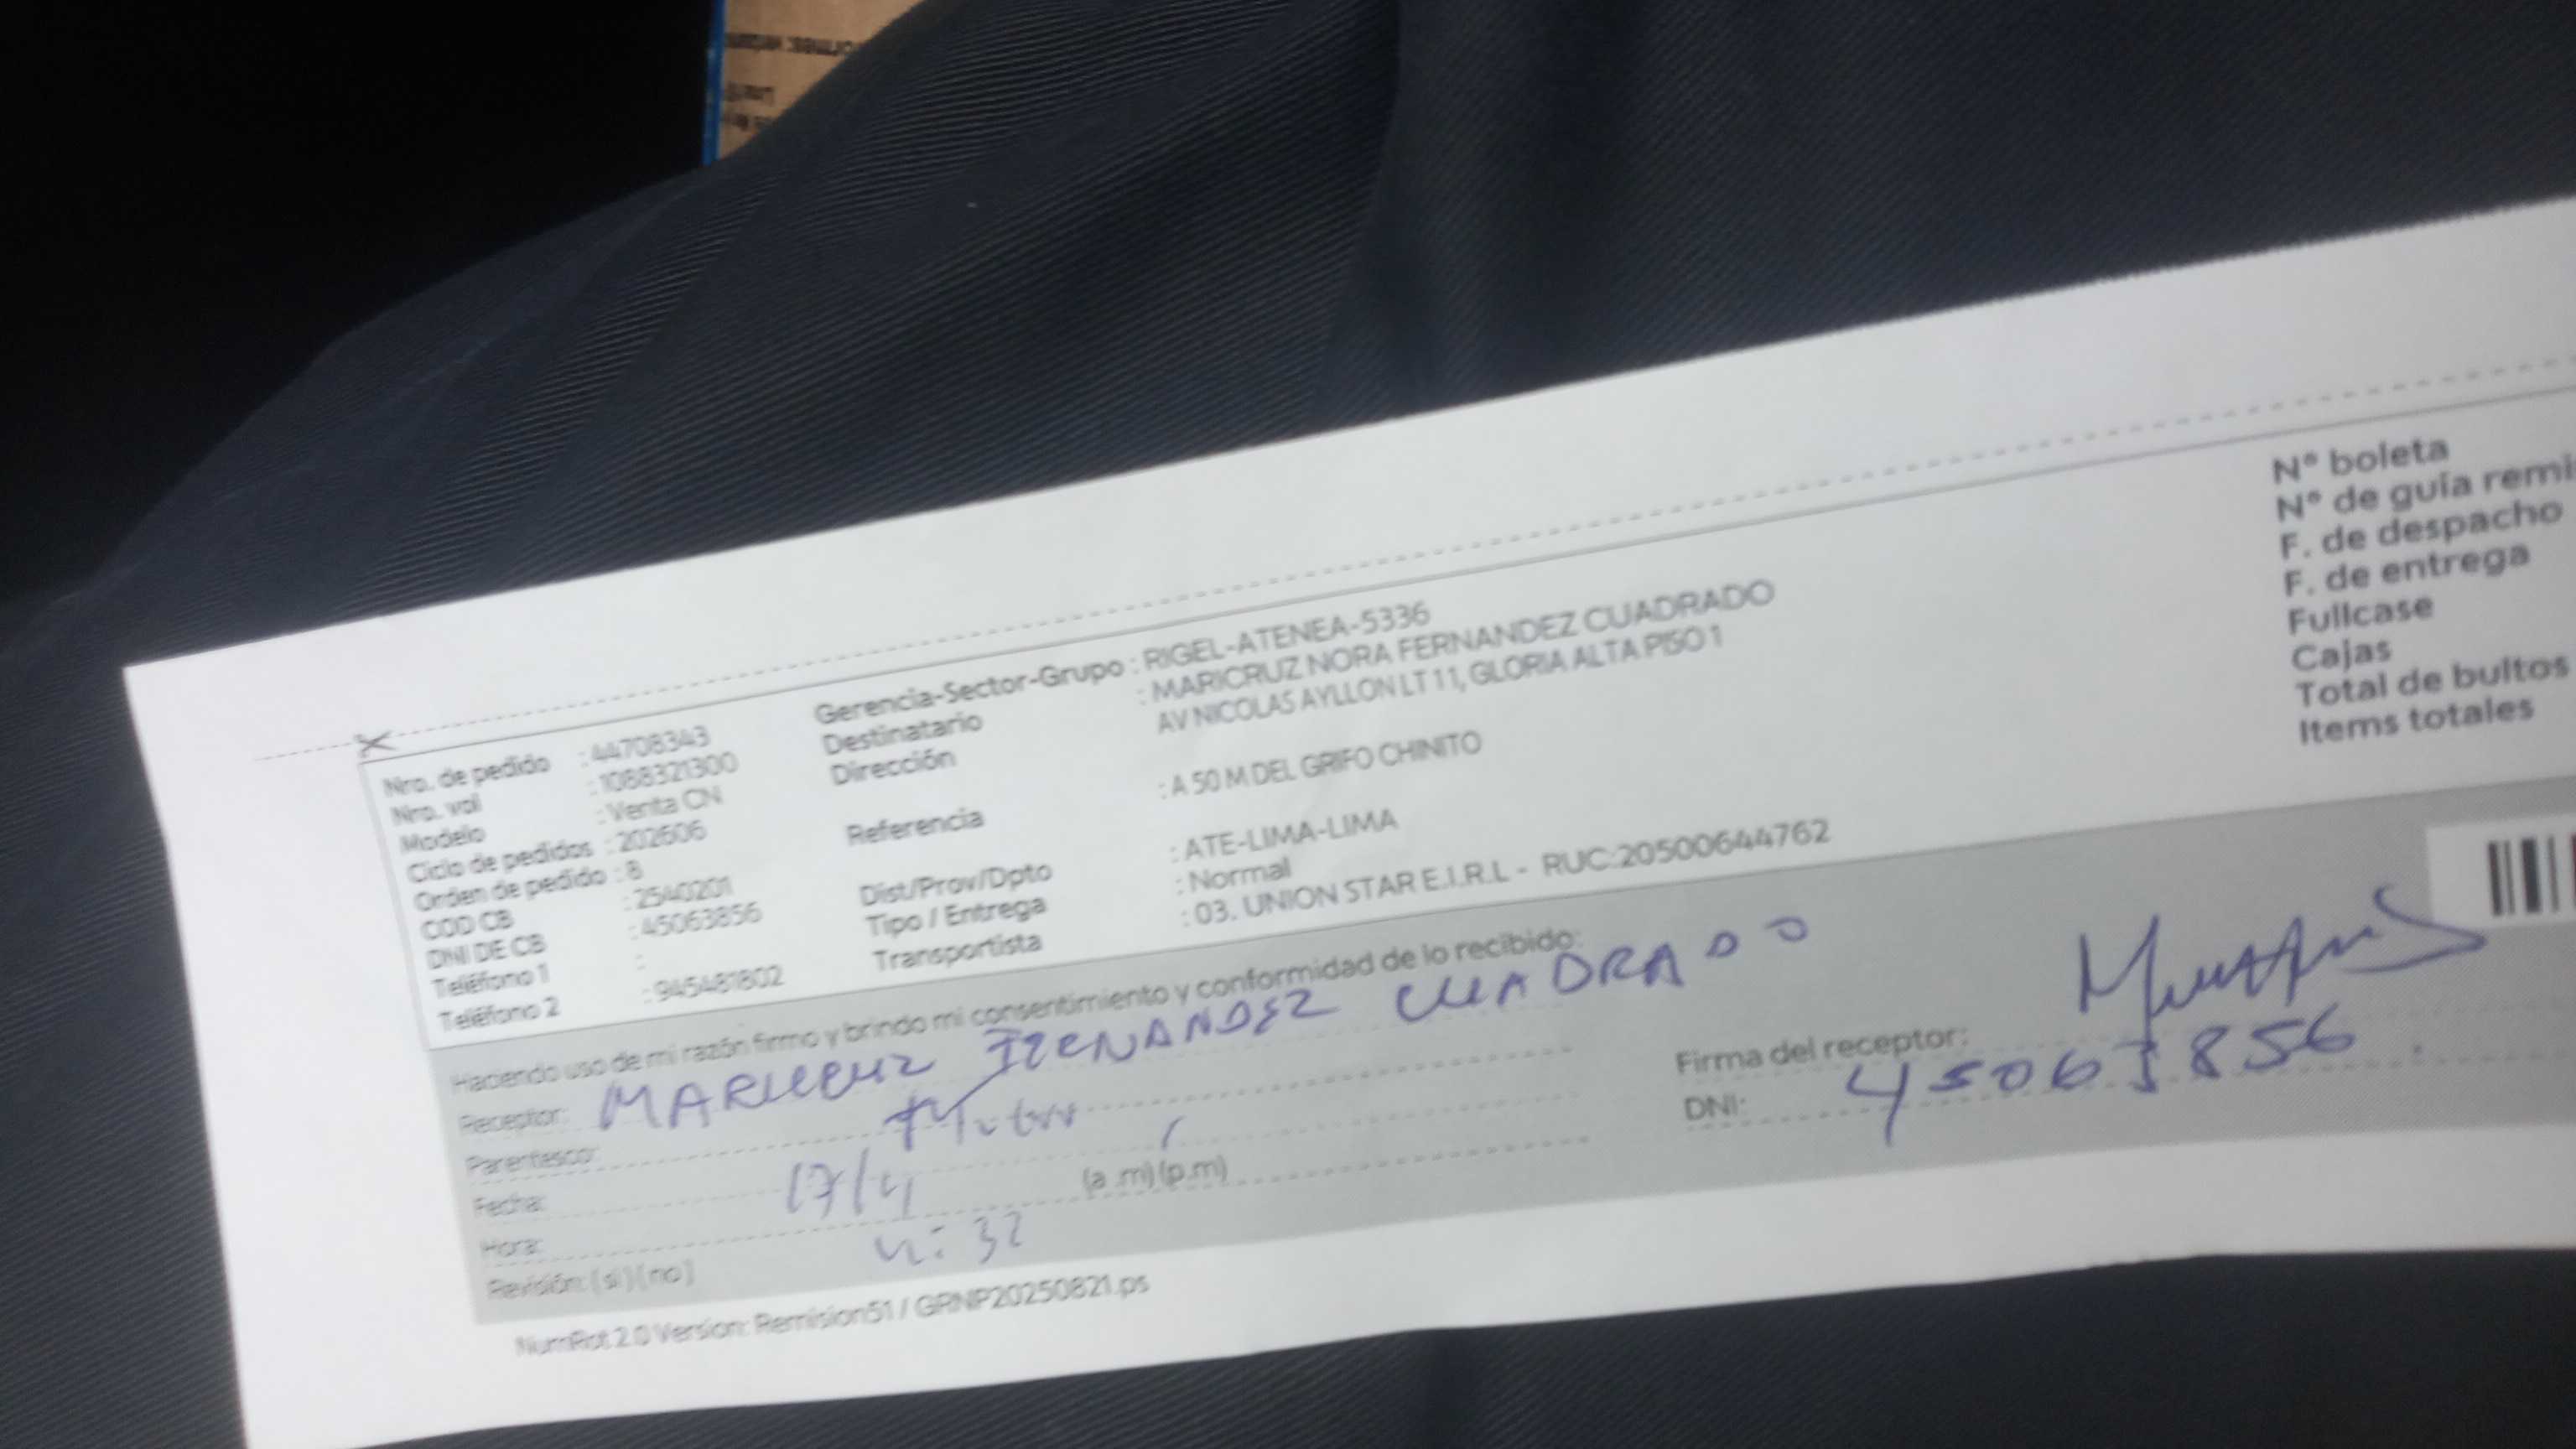 Nro. de pedido : 44708343
Nro. vol : 1088321300
Modelo : Venta CN
Ciclo de pedidos : 202606
Orden de pedido : 8
COD CB : 2540201
DNI DE CB : 45063856
Teléfono 1 :
Teléfono 2 : 945481802
Gerencia-Sector-Grupo : RIGEL-ATENEA-5336
Destinatario : MARICRUZ NORA FERNANDEZ CUADRADO
Dirección AV NICOLAS AYLLON LT 11, GLORIA ALTA PISO 1
Referencia : A 50 M DEL GRIFO CHINITO
Dist/Prov/Dpto : ATE-LIMA-LIMA
Tipo / Entrega : Normal
Transportista : 03. UNION STAR E.I.R.L - RUC:20500644762
N° boleta
N° de guía remi
F. de despacho
F. de entrega
Fullcase
Cajas
Total de bultos
Items totales
Haciendo uso de mi razón firmo y brindo mi consentimiento y conformidad de lo recibido:
Receptor: MARICRUZ FERNANDEZ CUADRADO
Parentesco:
Fecha: 17/4
Hora: : 32 (a .m) (p.m)
Revisión: ( si ) ( no )
Firma del receptor:
DNI: 45063856
NumRot 2.0 Version: Remision51 / GRNP20250821.ps